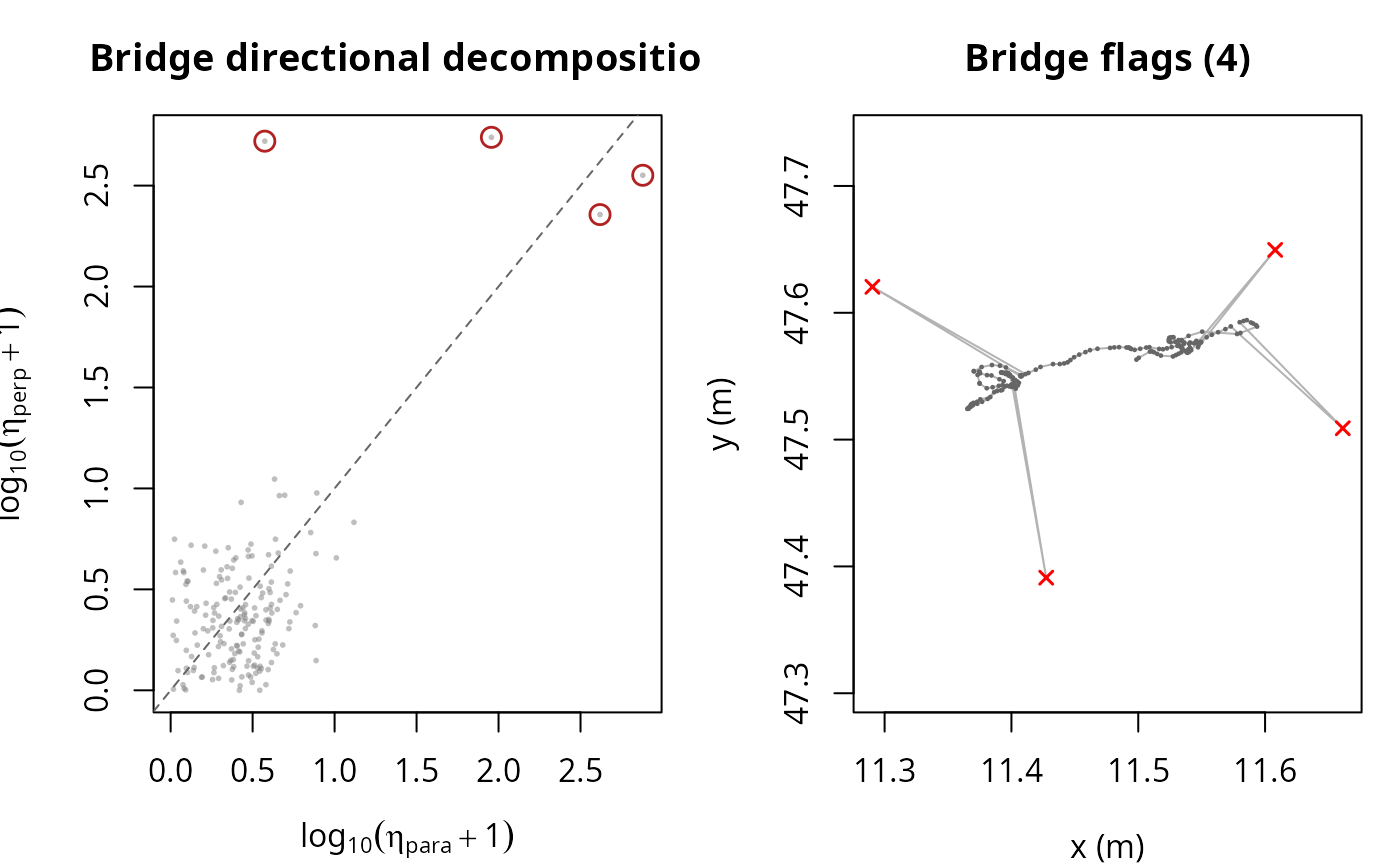 Bridge directional decompositio
log10(ηperp + 1)
0.0 0.5 1.0 1.5 2.0 2.5
0.0 0.5 1.0 1.5 2.0 2.5
log10(ηpara + 1)
Bridge flags (4)
y (m)
47.3 47.4 47.5 47.6 47.7
11.3 11.4 11.5 11.6
x (m)